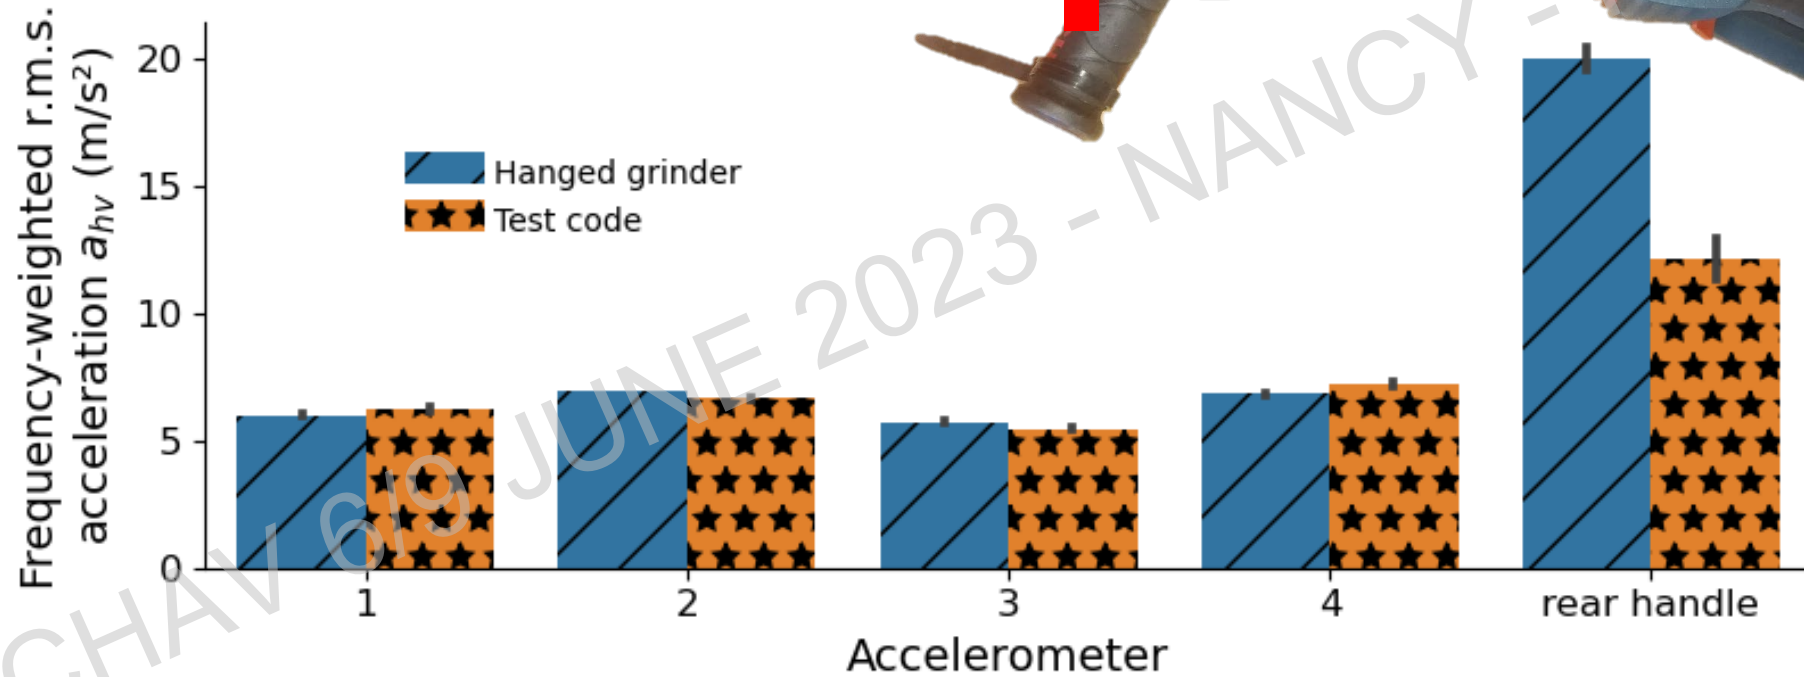 Frequency-weighted r.m.s.
acceleration a_hv (m/s²)
20
15
10
5
0
Hanged grinder
Test code
1 2 3 4 rear handle
Accelerometer
CHAV 6/9 JUNE 2023 - NANCY -